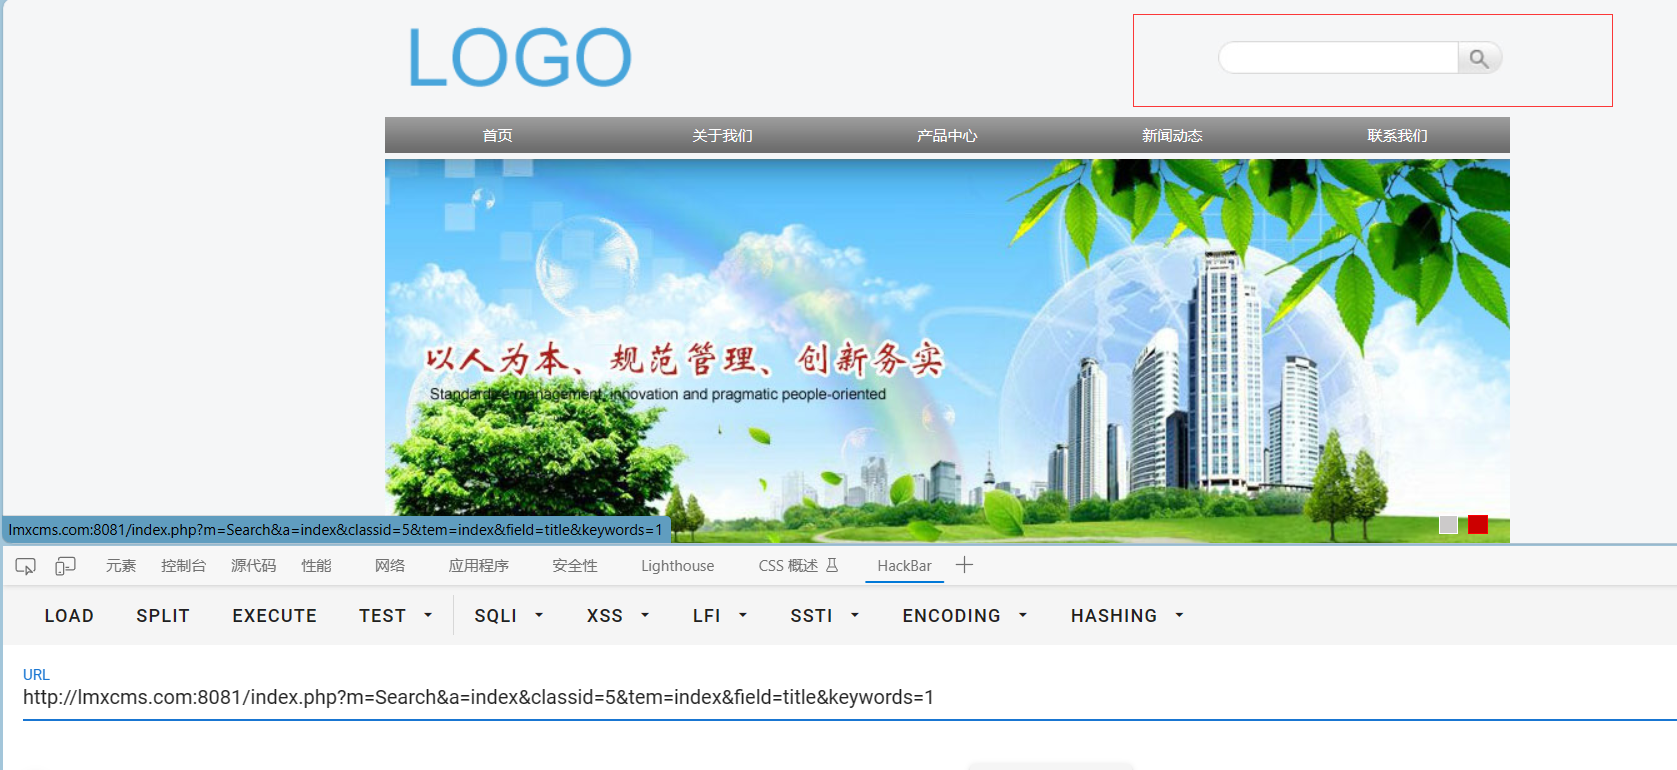 LOGO
首页 关于我们 产品中心 新闻动态 联系我们
以人为本、规范管理、创新务实
Standardize management, innovation and pragmatic people-oriented
lmxcms.com:8081/index.php?m=Search&a=index&classid=5&tem=index&field=title&keywords=1
元素 控制台 源代码 性能 网络 应用程序 安全性 Lighthouse CSS 概述 HackBar
LOAD SPLIT EXECUTE TEST SQLI XSS LFI SSTI ENCODING HASHING
URL
http://lmxcms.com:8081/index.php?m=Search&a=index&classid=5&tem=index&field=title&keywords=1